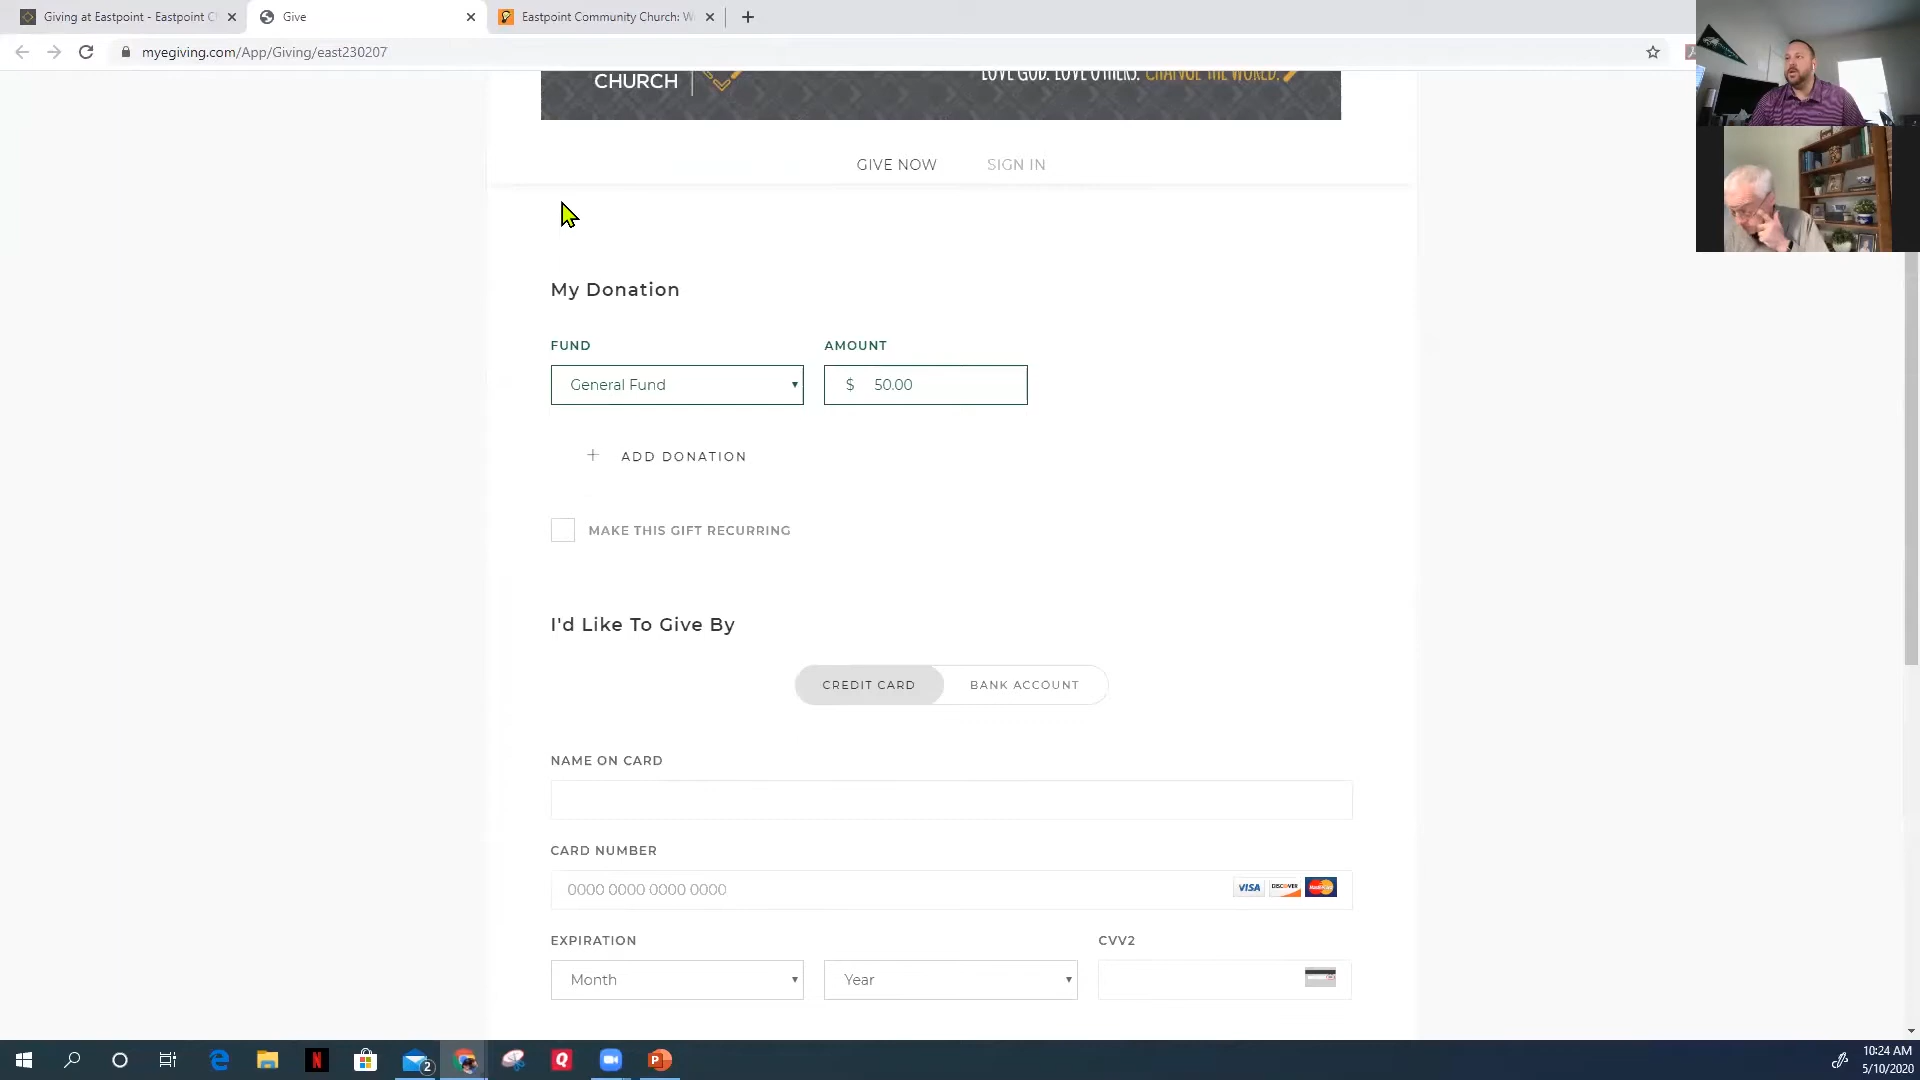 Giving at Eastpoint - Eastpoint C
Give
Eastpoint Community Church: W
myegiving.com/App/Giving/east230207
CHURCH
LOVE GOD. LOVE OTHERS. CHANGE THE WORLD.
GIVE NOW
SIGN IN
My Donation
FUND
AMOUNT
General Fund
$ 50.00
+ ADD DONATION
MAKE THIS GIFT RECURRING
I'd Like To Give By
CREDIT CARD
BANK ACCOUNT
NAME ON CARD
CARD NUMBER
0000 0000 0000 0000
VISA
DISCOVER
MasterCard
EXPIRATION
CVV2
Month
Year
2
10:24 AM
5/10/2020